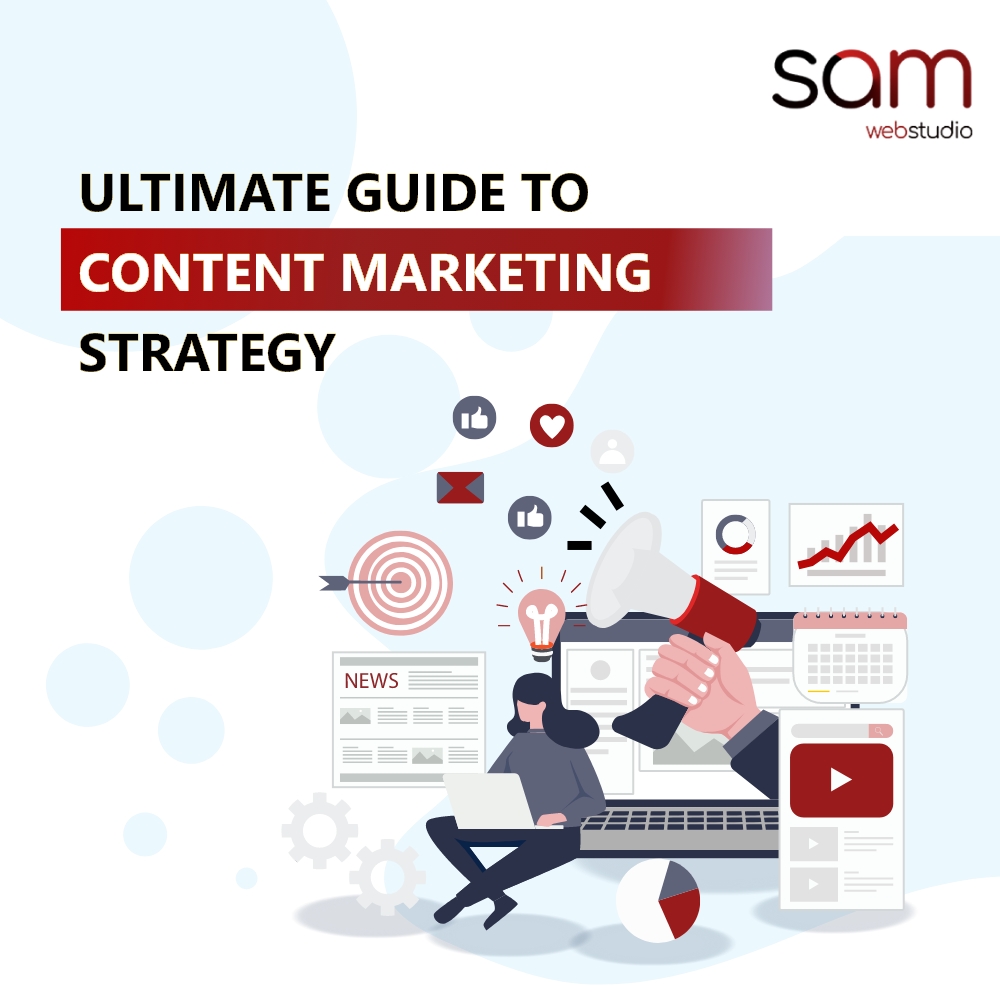 sam
webstudio
ULTIMATE GUIDE TO
CONTENT MARKETING
STRATEGY
NEWS